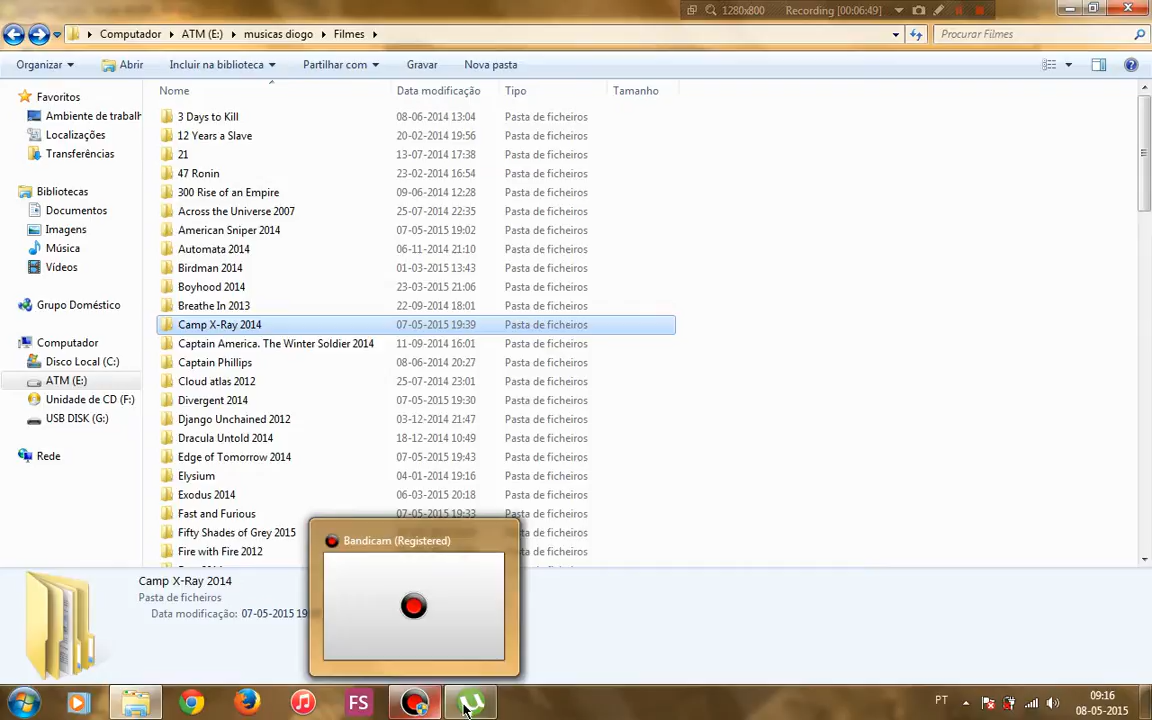 1280x800 Recording [00:06:49]
Computador ATM (E:) musicas diogo Filmes Procurar Filmes
Organizar Abrir Incluir na biblioteca Partilhar com Gravar Nova pasta
Nome Data modificação Tipo Tamanho
Favoritos
Ambiente de trabalh
Localizações
Transferências
Bibliotecas
Documentos
Imagens
Música
Vídeos
Grupo Doméstico
Computador
Disco Local (C:)
ATM (E:)
Unidade de CD (F:)
USB DISK (G:)
Rede
3 Days to Kill 08-06-2014 13:04 Pasta de ficheiros
12 Years a Slave 20-02-2014 19:56 Pasta de ficheiros
21 13-07-2014 17:38 Pasta de ficheiros
47 Ronin 23-02-2014 16:54 Pasta de ficheiros
300 Rise of an Empire 09-06-2014 12:28 Pasta de ficheiros
Across the Universe 2007 25-07-2014 22:35 Pasta de ficheiros
American Sniper 2014 07-05-2015 19:02 Pasta de ficheiros
Automata 2014 06-11-2014 21:10 Pasta de ficheiros
Birdman 2014 01-03-2015 13:43 Pasta de ficheiros
Boyhood 2014 23-03-2015 21:06 Pasta de ficheiros
Breathe In 2013 22-09-2014 18:01 Pasta de ficheiros
Camp X-Ray 2014 07-05-2015 19:39 Pasta de ficheiros
Captain America. The Winter Soldier 2014 11-09-2014 16:01 Pasta de ficheiros
Captain Phillips 08-06-2014 20:27 Pasta de ficheiros
Cloud atlas 2012 25-07-2014 23:01 Pasta de ficheiros
Divergent 2014 07-05-2015 19:30 Pasta de ficheiros
Django Unchained 2012 03-12-2014 21:47 Pasta de ficheiros
Dracula Untold 2014 18-12-2014 10:49 Pasta de ficheiros
Edge of Tomorrow 2014 07-05-2015 19:43 Pasta de ficheiros
Elysium 04-01-2014 19:16 Pasta de ficheiros
Exodus 2014 06-03-2015 20:18 Pasta de ficheiros
Fast and Furious 07-05-2015 19:33 Pasta de ficheiros
Fifty Shades of Grey 2015 Pasta de ficheiros
Fire with Fire 2012 Pasta de ficheiros
Bandicam (Registered)
Camp X-Ray 2014
Pasta de ficheiros
Data modificação: 07-05-2015 19
FS
PT 09:16
08-05-2015